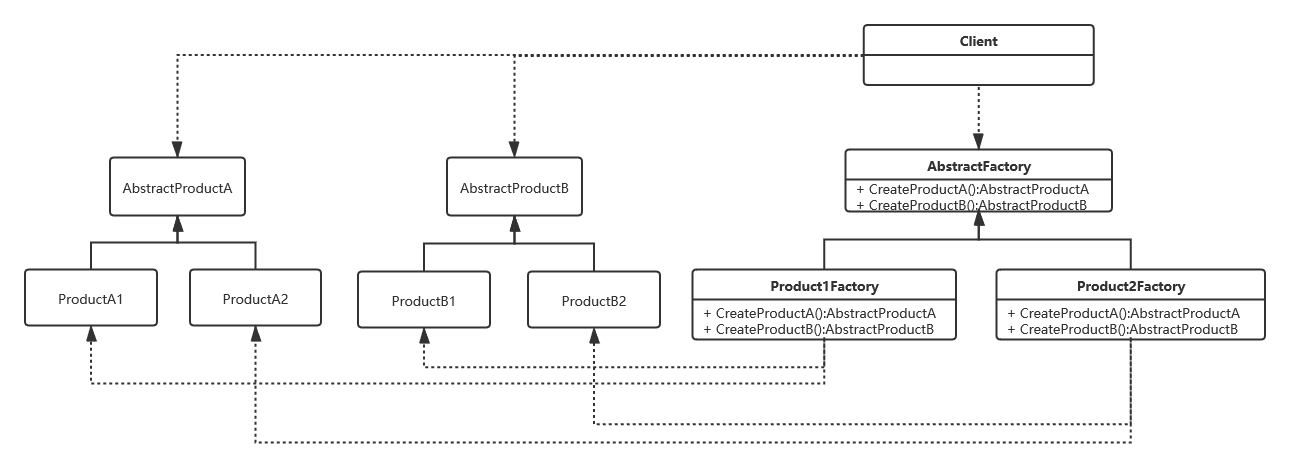 Client
AbstractProductA
AbstractProductB
AbstractFactory
+ CreateProductA():AbstractProductA
+ CreateProductB():AbstractProductB
ProductA1
ProductA2
ProductB1
ProductB2
Product1Factory
+ CreateProductA():AbstractProductA
+ CreateProductB():AbstractProductB
Product2Factory
+ CreateProductA():AbstractProductA
+ CreateProductB():AbstractProductB